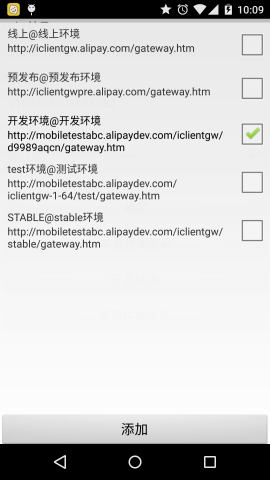 10:09
线上@线上环境
http://iclientgw.alipay.com/gateway.htm
预发布@预发布环境
http://iclientgwpre.alipay.com/gateway.htm
开发环境@开发环境
http://mobiletestabc.alipaydev.com/iclientgw/
d9989aqcn/gateway.htm
test环境@测试环境
http://mobiletestabc.alipaydev.com/
iclientgw-1-64/test/gateway.htm
STABLE@stable环境
http://mobiletestabc.alipaydev.com/iclientgw/
stable/gateway.htm
添加